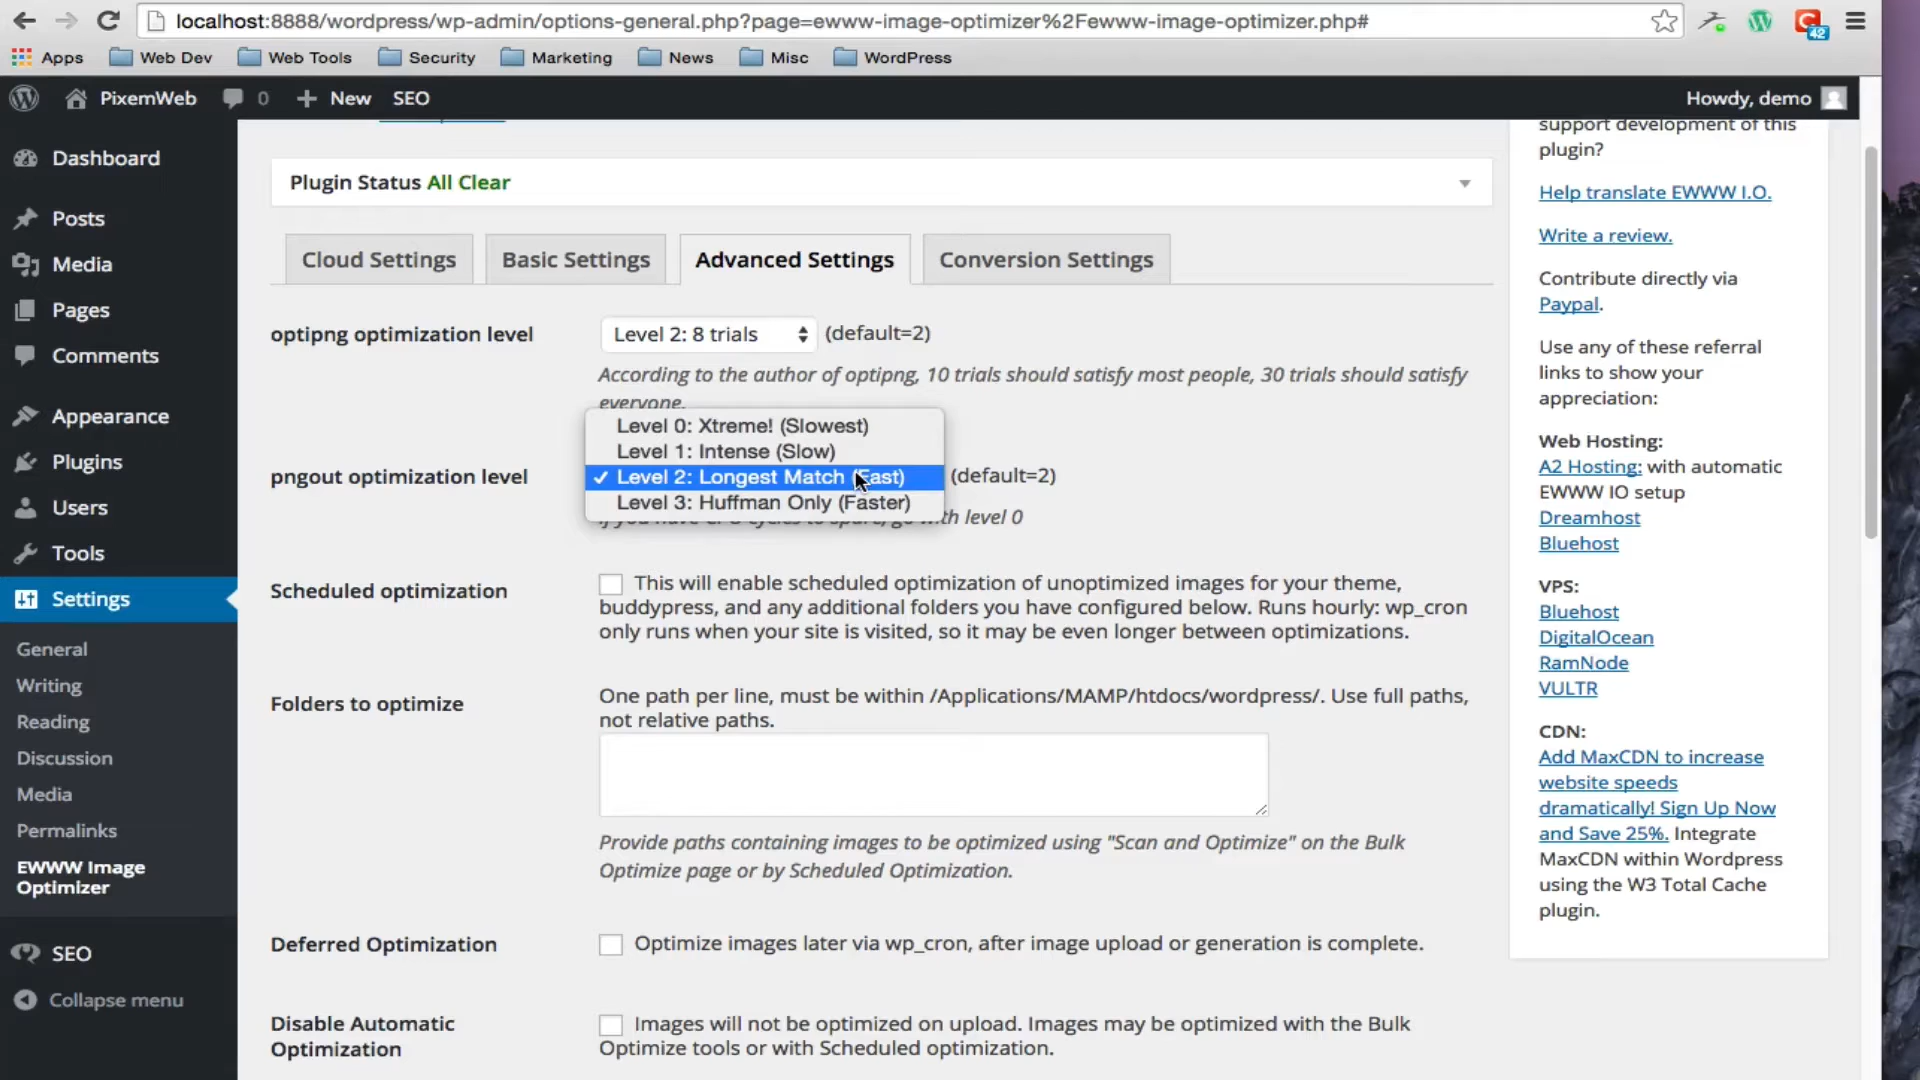 localhost:8888/wordpress/wp-admin/options-general.php?page=ewww-image-optimizer%2Fewww-image-optimizer.php#
42
Apps Web Dev Web Tools Security Marketing News Misc WordPress
PixemWeb 0 New SEO Howdy, demo
Dashboard
Posts
Media
Pages
Comments
Appearance
Plugins
Users
Tools
Settings
General
Writing
Reading
Discussion
Media
Permalinks
EWWW Image
Optimizer
SEO
Collapse menu
Plugin Status All Clear
Cloud Settings Basic Settings Advanced Settings Conversion Settings
optipng optimization level Level 2: 8 trials (default=2)
According to the author of optipng, 10 trials should satisfy most people, 30 trials should satisfy
everyone.
Level 0: Xtreme! (Slowest)
Level 1: Intense (Slow)
pngout optimization level ✓ Level 2: Longest Match (Fast) (default=2)
Level 3: Huffman Only (Faster)
go with level 0
Scheduled optimization This will enable scheduled optimization of unoptimized images for your theme,
buddypress, and any additional folders you have configured below. Runs hourly: wp_cron
only runs when your site is visited, so it may be even longer between optimizations.
Folders to optimize One path per line, must be within /Applications/MAMP/htdocs/wordpress/. Use full paths,
not relative paths.
Provide paths containing images to be optimized using "Scan and Optimize" on the Bulk
Optimize page or by Scheduled Optimization.
Deferred Optimization Optimize images later via wp_cron, after image upload or generation is complete.
Disable Automatic
Optimization
Images will not be optimized on upload. Images may be optimized with the Bulk
Optimize tools or with Scheduled optimization.
support development of this
plugin?
Help translate EWWW I.O.
Write a review.
Contribute directly via
Paypal.
Use any of these referral
links to show your
appreciation:
Web Hosting:
A2 Hosting: with automatic
EWWW IO setup
Dreamhost
Bluehost
VPS:
Bluehost
DigitalOcean
RamNode
VULTR
CDN:
Add MaxCDN to increase
website speeds
dramatically! Sign Up Now
and Save 25%. Integrate
MaxCDN within Wordpress
using the W3 Total Cache
plugin.